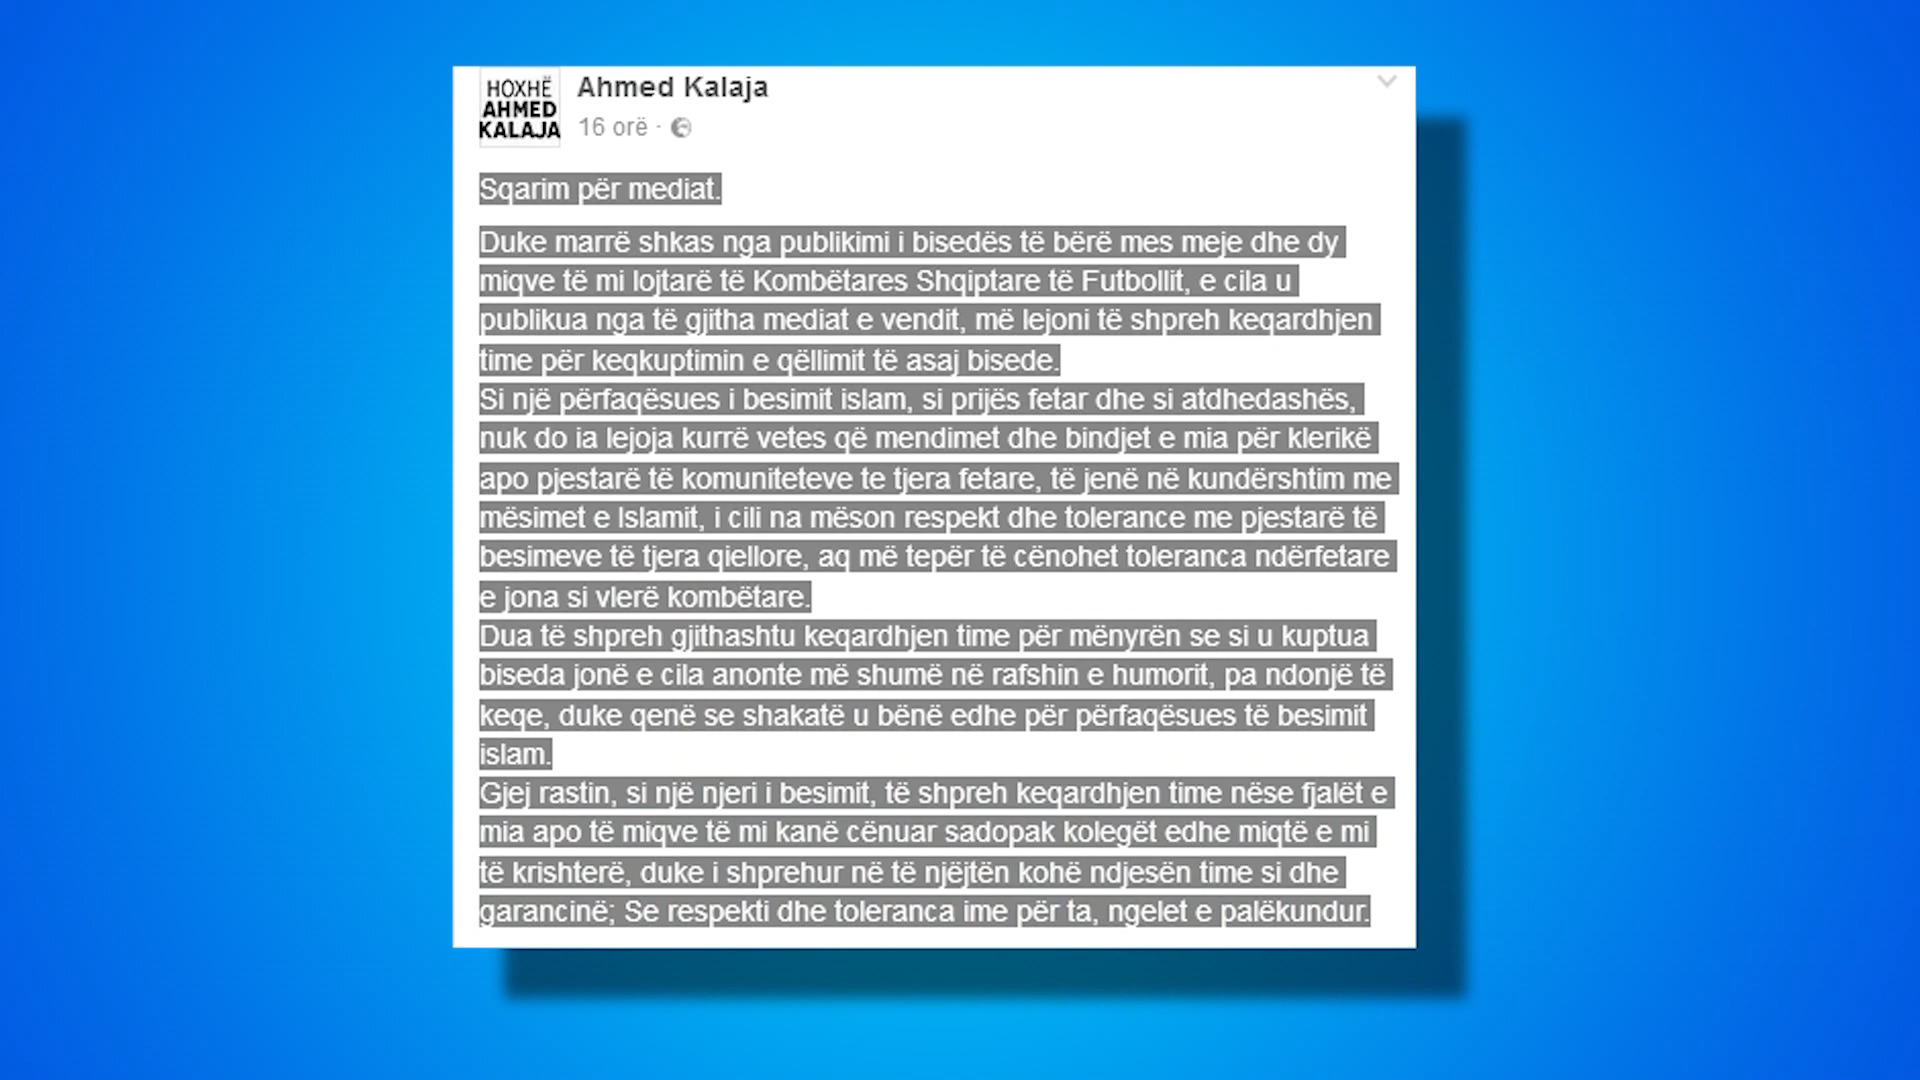 HOXHË
AHMED
KALAJA
Ahmed Kalaja
16 orë ·
Sqarim për mediat.
Duke marrë shkas nga publikimi i bisedës të bërë mes meje dhe dy
miqve të mi lojtarë të Kombëtares Shqiptare të Futbollit, e cila u
publikua nga të gjitha mediat e vendit, më lejoni të shpreh keqardhjen
time për keqkuptimin e qëllimit të asaj bisede.
Si një përfaqësues i besimit islam, si prijës fetar dhe si atdhedashës,
nuk do ia lejoja kurrë vetes që mendimet dhe bindjet e mia për klerikë
apo pjestarë të komuniteteve te tjera fetare, të jenë në kundërshtim me
mësimet e Islamit, i cili na mëson respekt dhe tolerance me pjestarë të
besimeve të tjera qiellore, aq më tepër të cënohet toleranca ndërfetare
e jona si vlerë kombëtare.
Dua të shpreh gjithashtu keqardhjen time për mënyrën se si u kuptua
biseda jonë e cila anonte më shumë në rafshin e humorit, pa ndonjë të
keqe, duke qenë se shakatë u bënë edhe për përfaqësues të besimit
islam.
Gjej rastin, si një njeri i besimit, të shpreh keqardhjen time nëse fjalët e
mia apo të miqve të mi kanë cënuar sadopak kolegët edhe miqtë e mi
të krishterë, duke i shprehur në të njëjtën kohë ndjesën time si dhe
garancinë; Se respekti dhe toleranca ime për ta, ngelet e palëkundur.